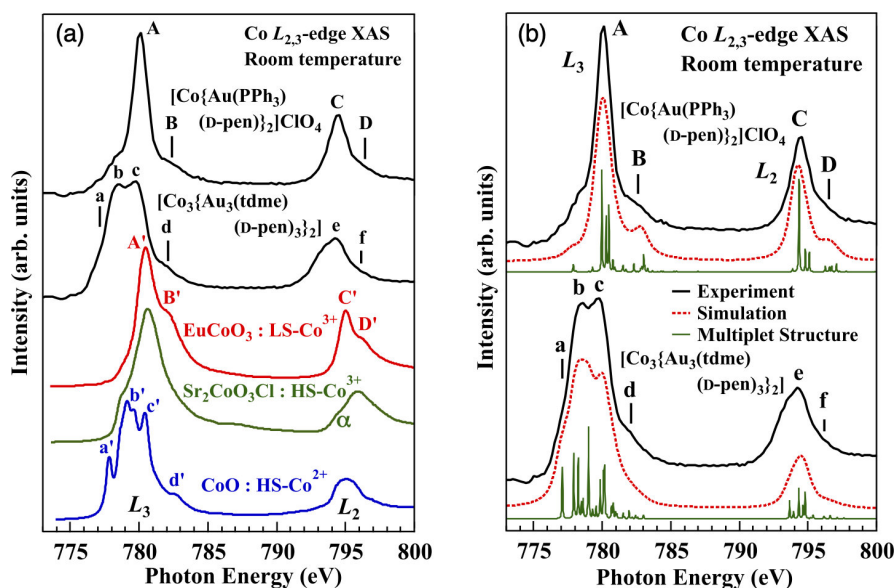 (a)
A
Co L2,3-edge XAS
Room temperature
[Co{Au(PPh3)
(D-pen)}2]ClO4
B
C
D
a
b
c
[Co3{Au3(tdme)
(D-pen)3}2]
d
e
f
A'
B'
C'
D'
EuCoO3 : LS-Co3+
Sr2CoO3Cl : HS-Co3+
α
b'
c'
a'
CoO : HS-Co2+
d'
L3
L2
Intensity (arb. units)
775
780
785
790
795
800
Photon Energy (eV)
(b)
A
Co L2,3-edge XAS
Room temperature
L3
[Co{Au(PPh3)
(D-pen)}2]ClO4
B
C
L2
D
b
c
Experiment
Simulation
Multiplet Structure
a
[Co3{Au3(tdme)
(D-pen)3}2]
d
e
f
Intensity (arb. units)
775
780
785
790
795
800
Photon Energy (eV)